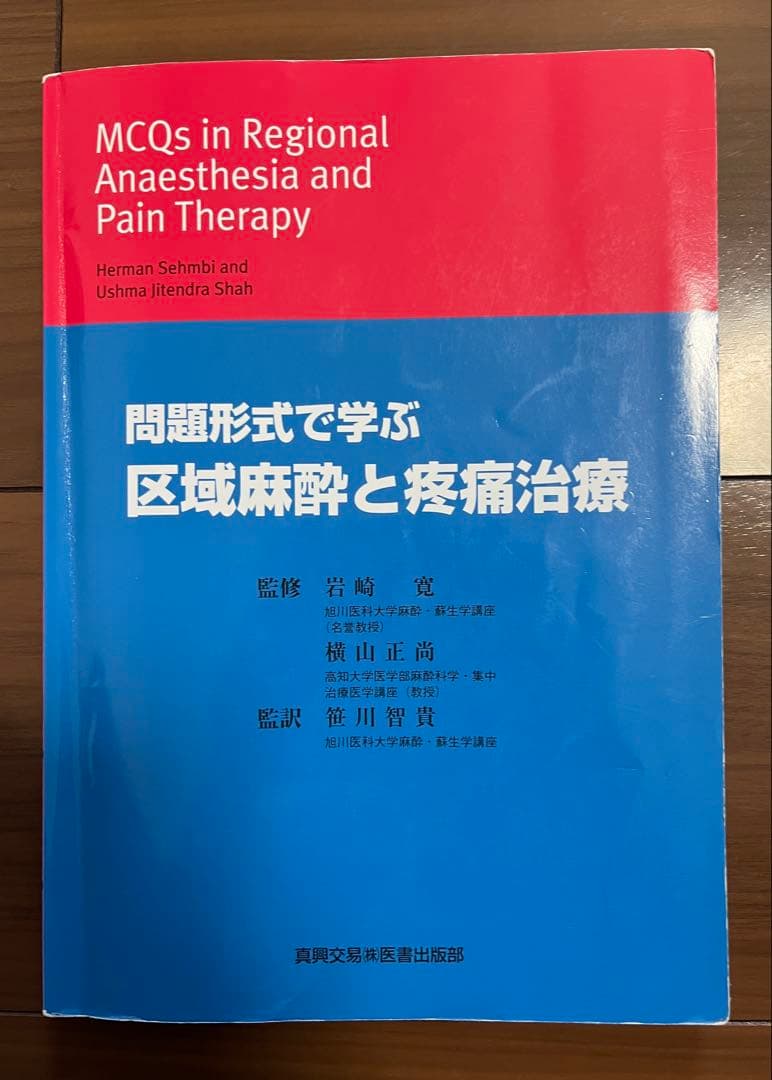 MCQs in Regional
Anaesthesia and
Pain Therapy
Herman Sehmbi and
Ushma Jitendra Shah
問題形式で学ぶ
区域麻酔と疼痛治療
監修 岩崎 寛
旭川医科大学麻酔・蘇生学講座
(名誉教授)
横山正尚
高知大学医学部麻酔科学・集中
治療医学講座(教授)
監訳 笹川智貴
旭川医科大学麻酔・蘇生学講座
真興交易㈱医書出版部